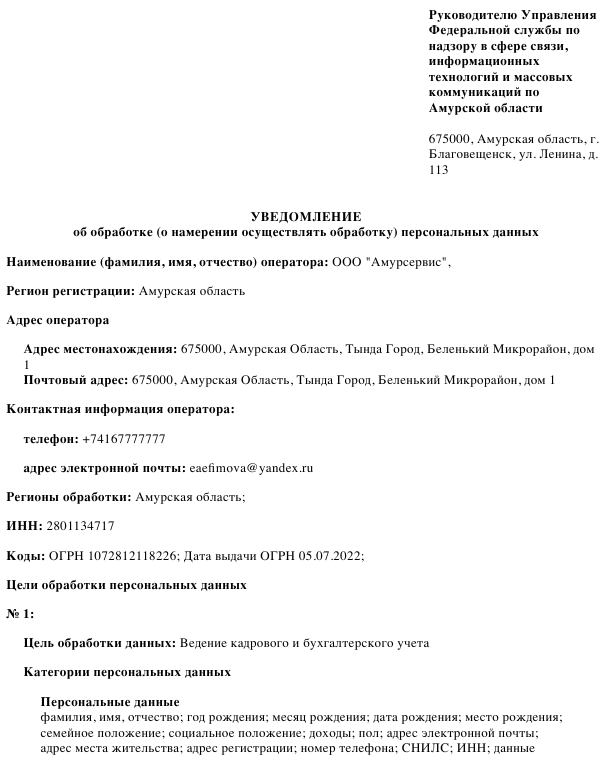 Руководителю Управления
Федеральной службы по
надзору в сфере связи,
информационных
технологий и массовых
коммуникаций по
Амурской области
675000, Амурская область, г.
Благовещенск, ул. Ленина, д.
113
УВЕДОМЛЕНИЕ
об обработке (о намерении осуществлять обработку) персональных данных
Наименование (фамилия, имя, отчество) оператора: ООО "Амурсервис",
Регион регистрации: Амурская область
Адрес оператора
Адрес местонахождения: 675000, Амурская Область, Тында Город, Беленький Микрорайон, дом
1
Почтовый адрес: 675000, Амурская Область, Тында Город, Беленький Микрорайон, дом 1
Контактная информация оператора:
телефон: +74167777777
адрес электронной почты: eaefimova@yandex.ru
Регионы обработки: Амурская область;
ИНН: 2801134717
Коды: ОГРН 1072812118226; Дата выдачи ОГРН 05.07.2022;
Цели обработки персональных данных
№ 1:
Цель обработки данных: Ведение кадрового и бухгалтерского учета
Категории персональных данных
Персональные данные
фамилия, имя, отчество; год рождения; месяц рождения; дата рождения; место рождения;
семейное положение; социальное положение; доходы; пол; адрес электронной почты;
адрес места жительства; адрес регистрации; номер телефона; СНИЛС; ИНН; данные